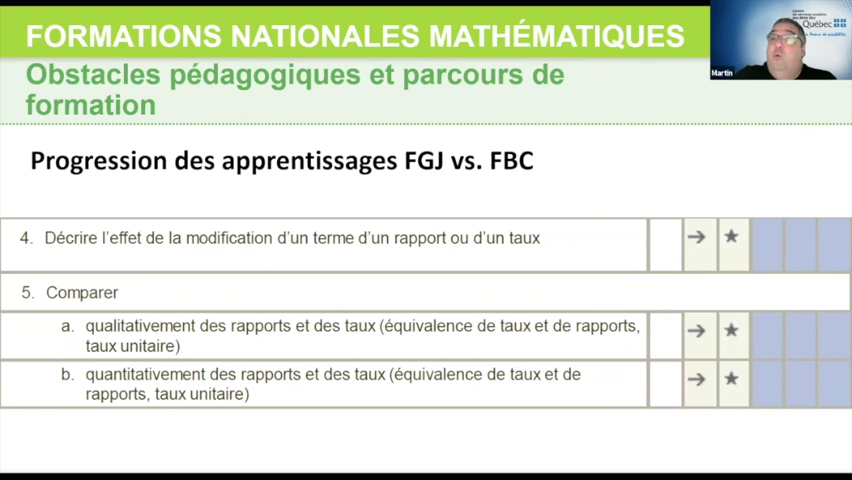 FORMATIONS NATIONALES MATHÉMATIQUES
Obstacles pédagogiques et parcours de
formation
Québec
Martin
Progression des apprentissages FGJ vs. FBC
4. Décrire l'effet de la modification d'un terme d'un rapport ou d'un taux
5. Comparer
a. qualitativement des rapports et des taux (équivalence de taux et de rapports,
taux unitaire)
b. quantitativement des rapports et des taux (équivalence de taux et de
rapports, taux unitaire)